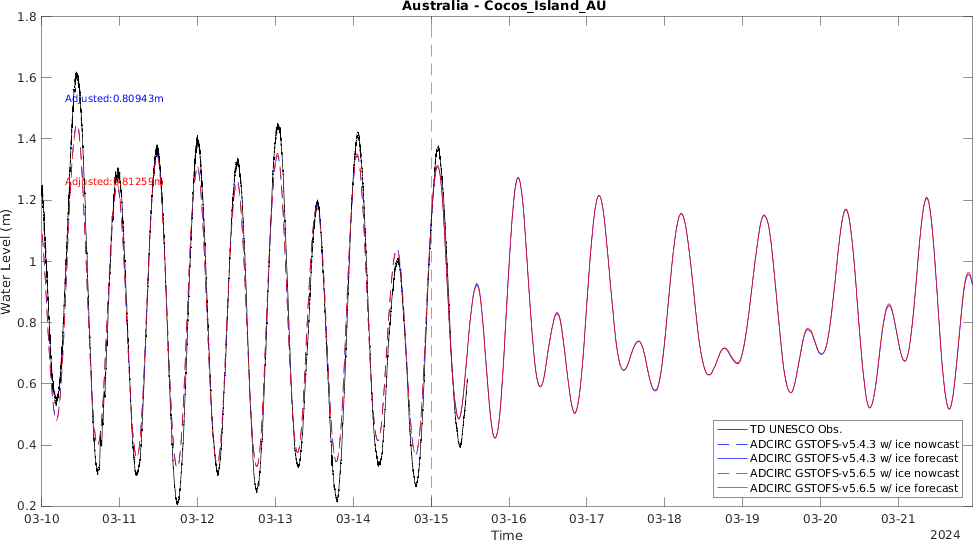 Australia - Cocos_Island_AU
1.8
1.6
1.4
1.2
1
0.8
0.6
0.4
0.2
Water Level (m)
Adjusted:0.80943m
Adjusted:0.81259m
TD UNESCO Obs.
ADCIRC GSTOFS-v5.4.3 w/ ice nowcast
ADCIRC GSTOFS-v5.4.3 w/ ice forecast
ADCIRC GSTOFS-v5.6.5 w/ ice nowcast
ADCIRC GSTOFS-v5.6.5 w/ ice forecast
03-10 03-11 03-12 03-13 03-14 03-15 03-16 03-17 03-18 03-19 03-20 03-21
Time
2024